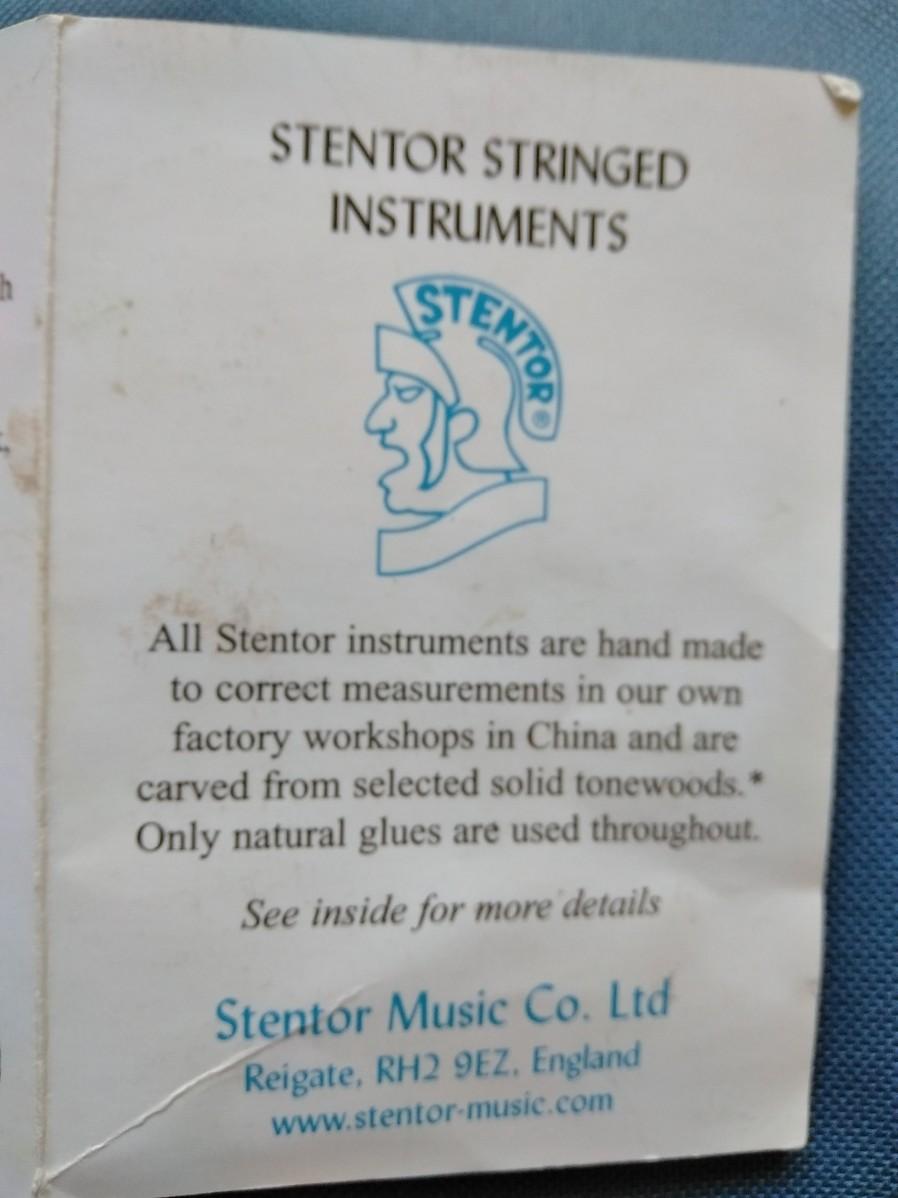 STENTOR STRINGED
INSTRUMENTS
STENTOR®
All Stentor instruments are hand made
to correct measurements in our own
factory workshops in China and are
carved from selected solid tonewoods.*
Only natural glues are used throughout.
See inside for more details
Stentor Music Co. Ltd
Reigate, RH2 9EZ, England
www.stentor-music.com